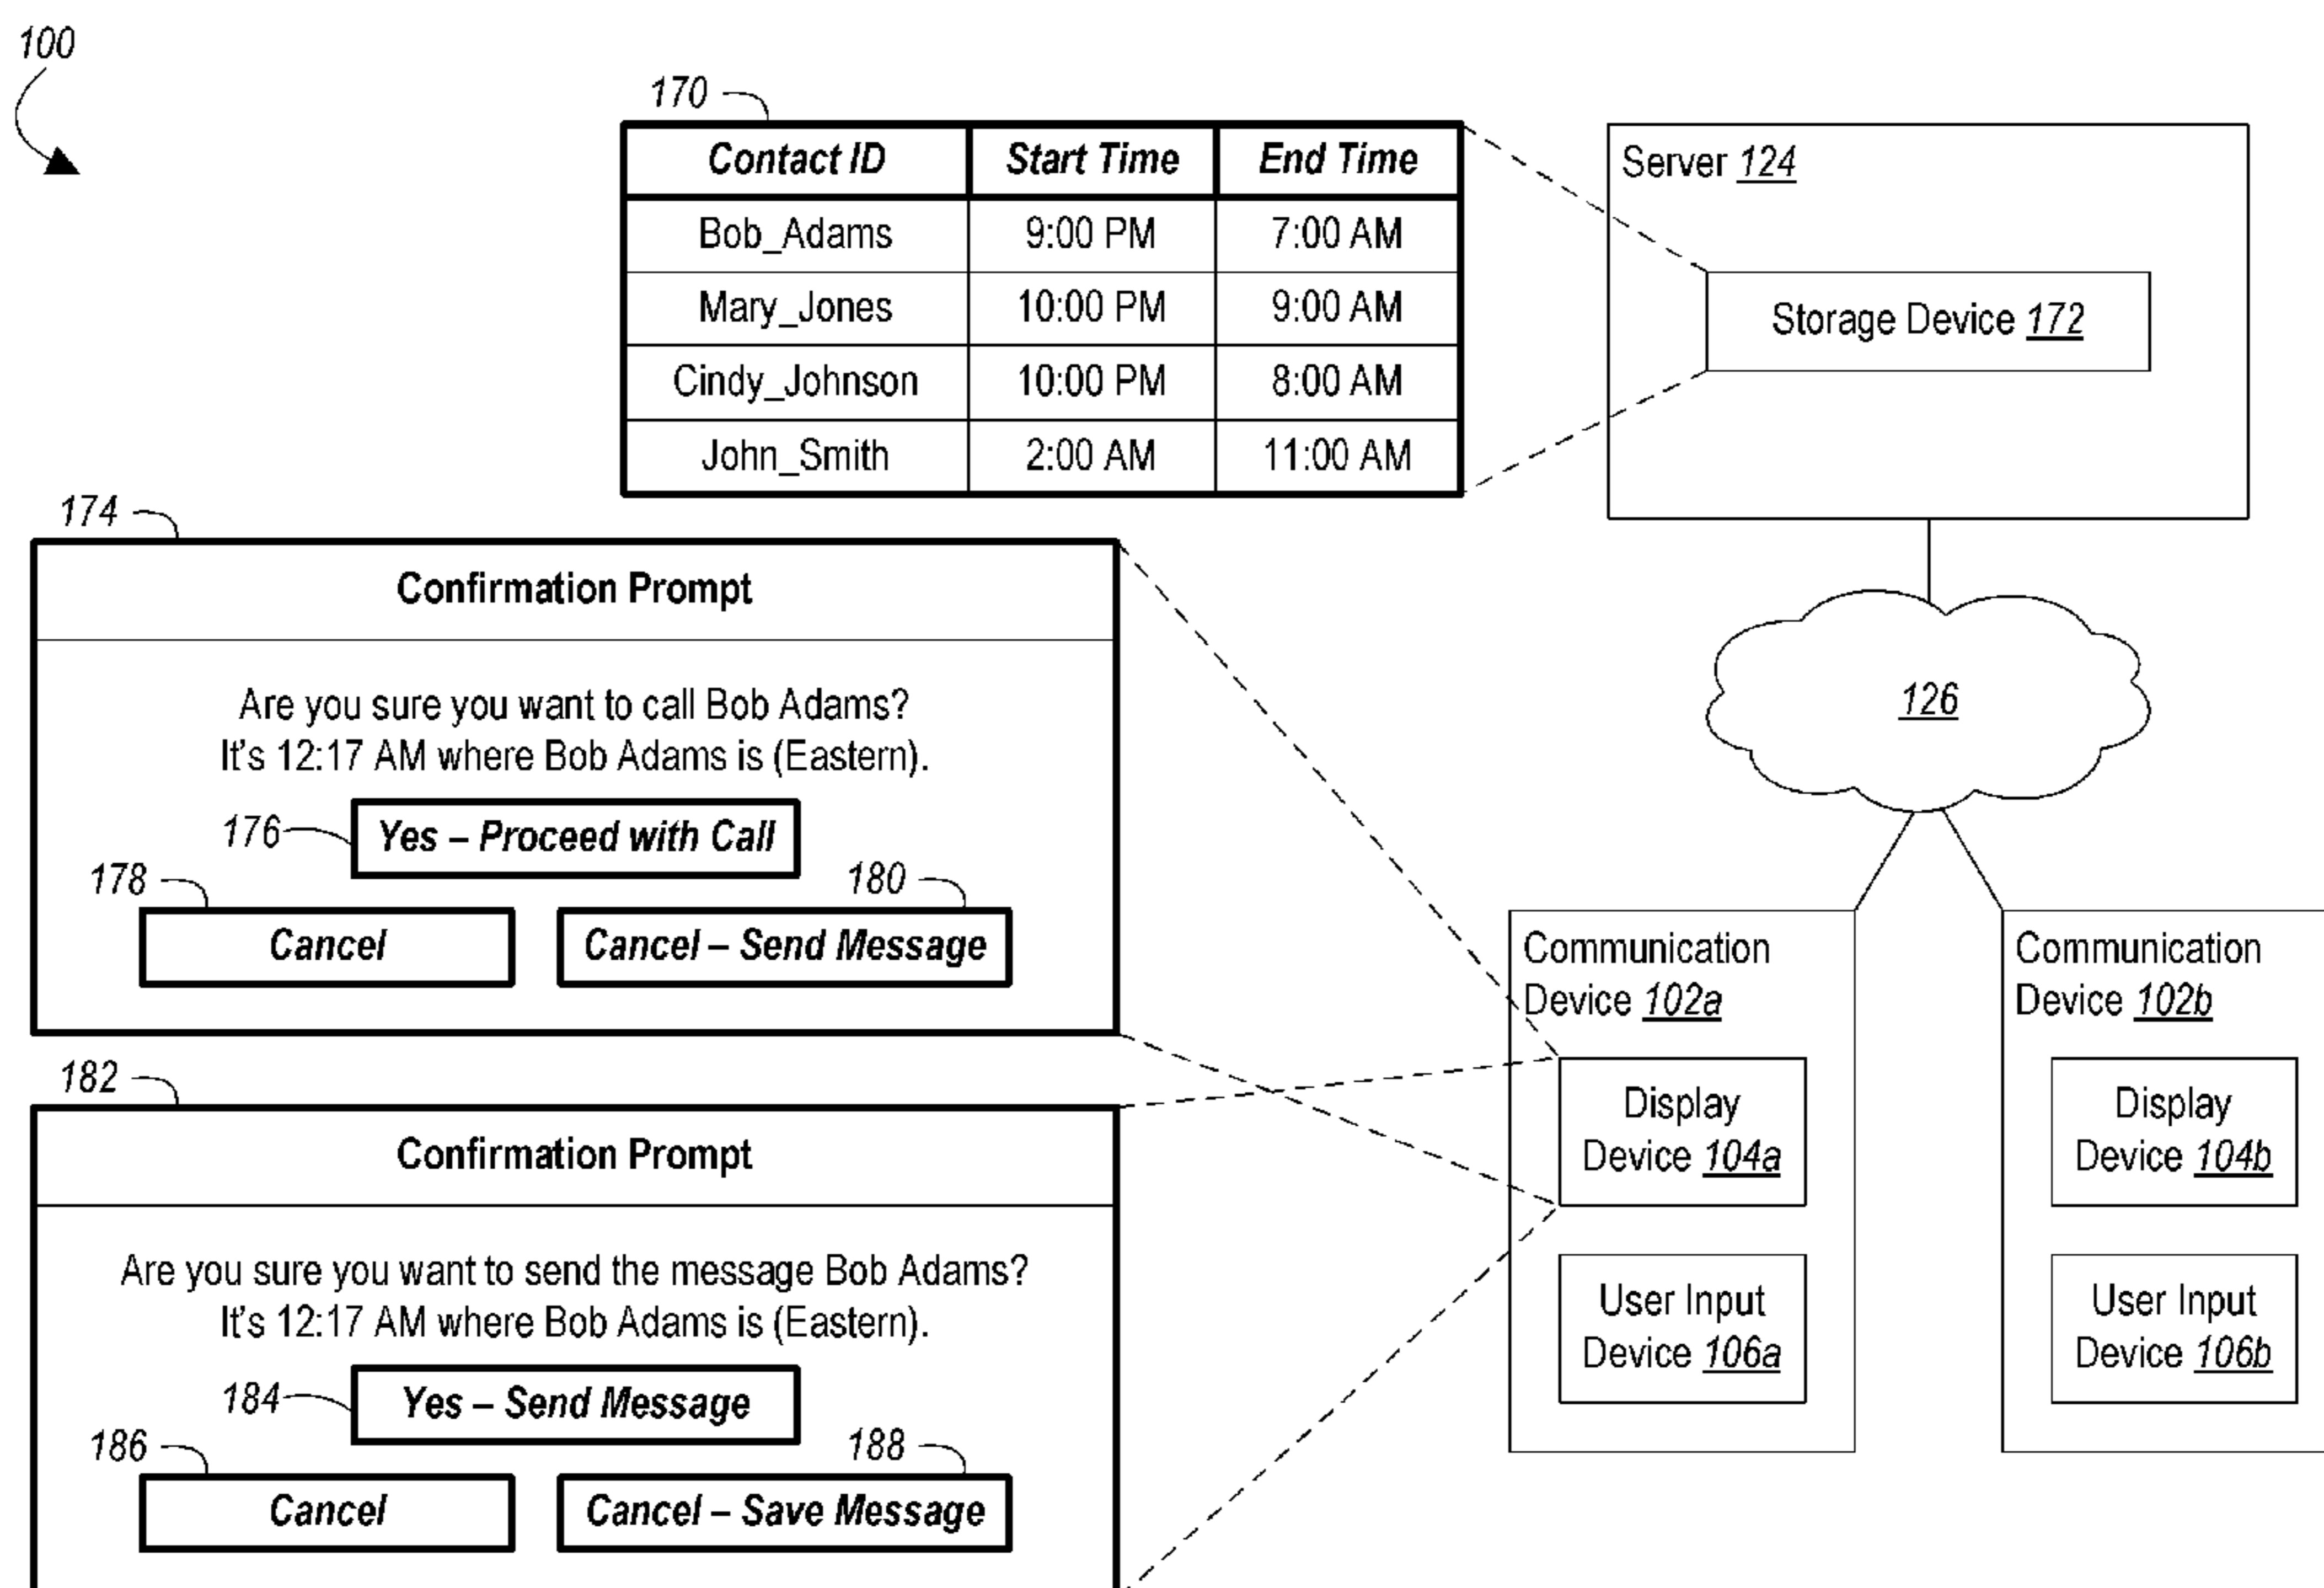 100
170
Contact ID Start Time End Time
Bob_Adams 9:00 PM 7:00 AM
Mary_Jones 10:00 PM 9:00 AM
Cindy_Johnson 10:00 PM 8:00 AM
John_Smith 2:00 AM 11:00 AM
Server 124
Storage Device 172
126
174
Confirmation Prompt
Are you sure you want to call Bob Adams?
It's 12:17 AM where Bob Adams is (Eastern).
176
Yes – Proceed with Call
178
180
Cancel
Cancel – Send Message
182
Confirmation Prompt
Are you sure you want to send the message Bob Adams?
It's 12:17 AM where Bob Adams is (Eastern).
184
Yes – Send Message
186
188
Cancel
Cancel – Save Message
Communication
Device 102a
Display
Device 104a
User Input
Device 106a
Communication
Device 102b
Display
Device 104b
User Input
Device 106b